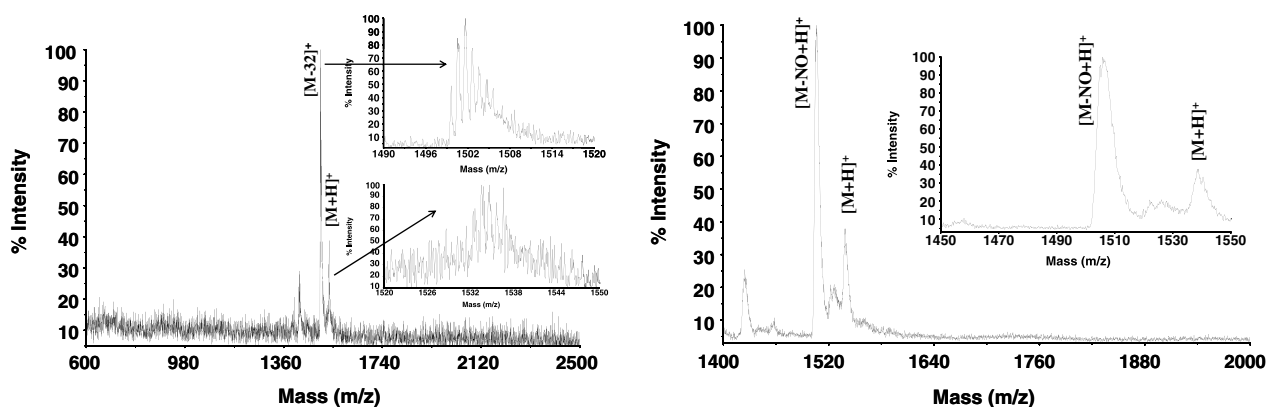 100
90
80
70
60
50
40
30
20
10
% Intensity
600 980 1360 1740 2120 2500
Mass (m/z)
[M-32]+
[M+H]+
100
90
80
70
60
50
40
30
20
10
% Intensity
1490 1496 1502 1508 1514 1520
Mass (m/z)
100
90
80
70
60
50
40
30
20
10
% Intensity
1520 1526 1532 1538 1544 1550
Mass (m/z)
100
90
80
70
60
50
40
30
20
10
% Intensity
1400 1520 1640 1760 1880 2000
Mass (m/z)
[M-NO+H]+
[M+H]+
100
90
80
70
60
50
40
30
20
10
% Intensity
1450 1470 1490 1510 1530 1550
Mass (m/z)
[M-NO+H]+
[M+H]+